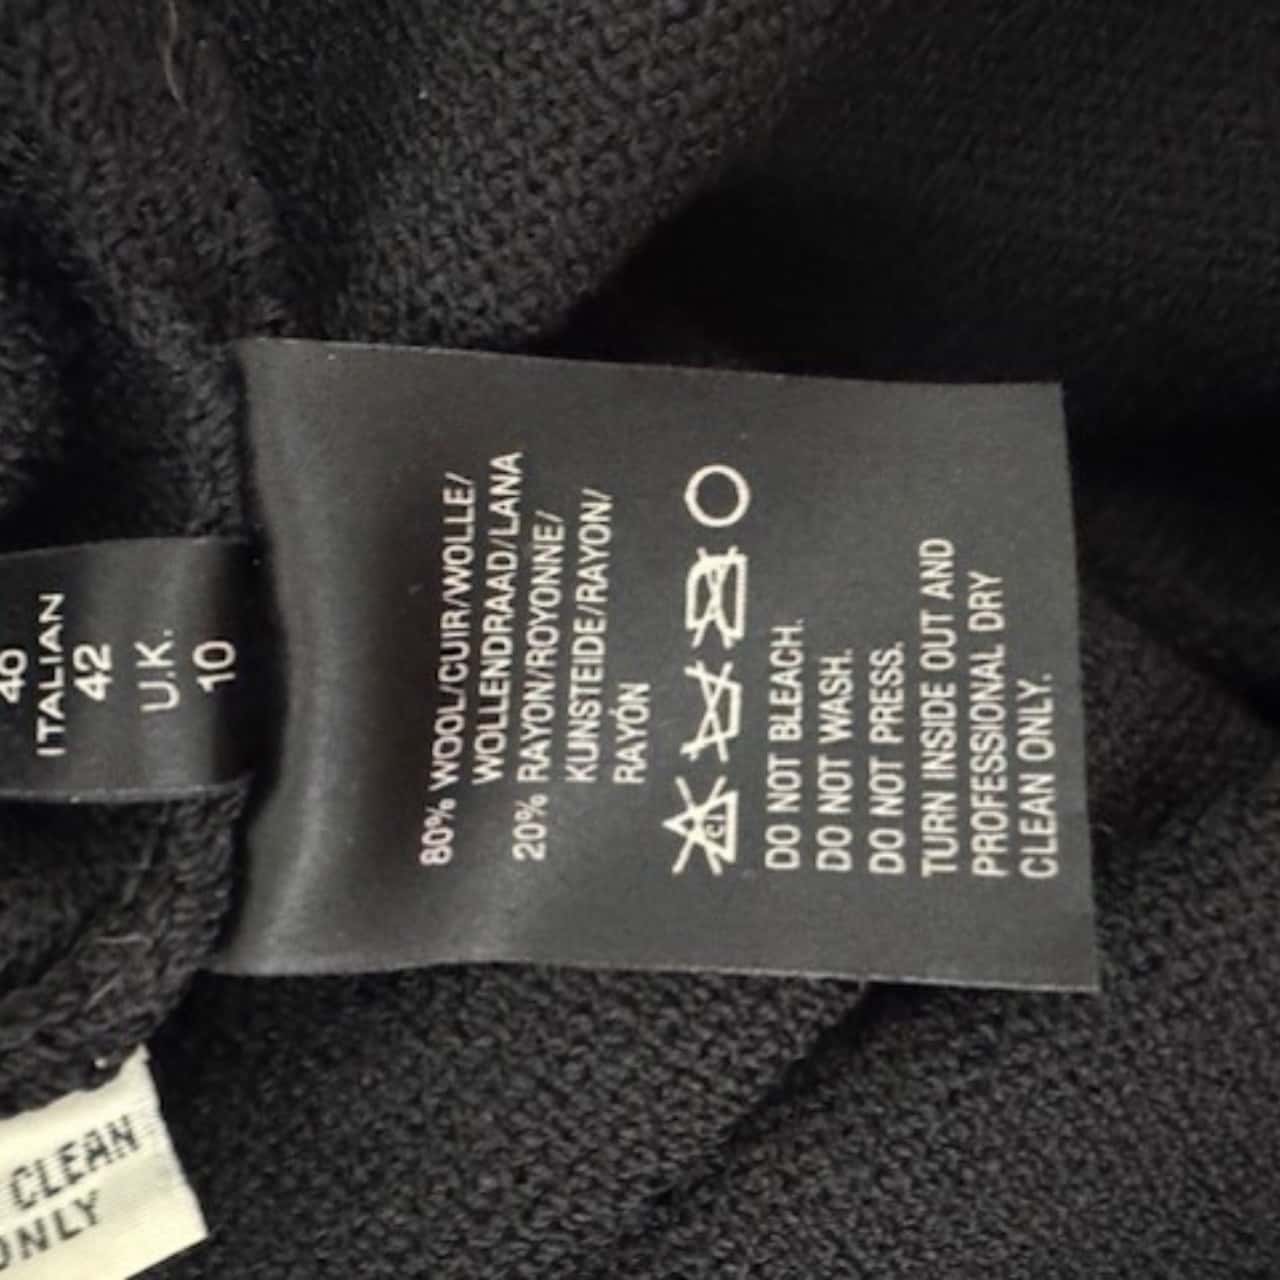 40
ITALIAN
42
U.K.
10
80% WOOL/CUIR/WOLLE/
WOLLENDRAAD/LANA
20% RAYON/ROYONNE/
KUNSTEIDE/RAYON/
RAYÓN
cl
DO NOT BLEACH.
DO NOT WASH.
DO NOT PRESS.
TURN INSIDE OUT AND
PROFESSIONAL DRY
CLEAN ONLY.
CLEAN
ONLY